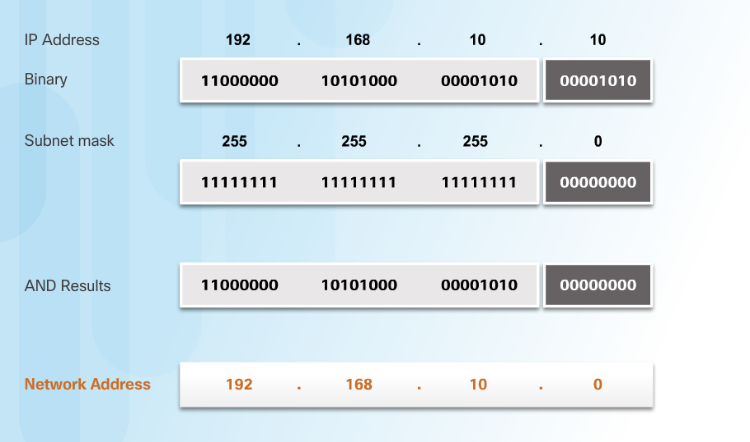 IP Address 192 . 168 . 10 . 10
Binary 11000000 10101000 00001010 00001010
Subnet mask 255 . 255 . 255 . 0
11111111 11111111 11111111 00000000
AND Results 11000000 10101000 00001010 00000000
Network Address 192 . 168 . 10 . 0